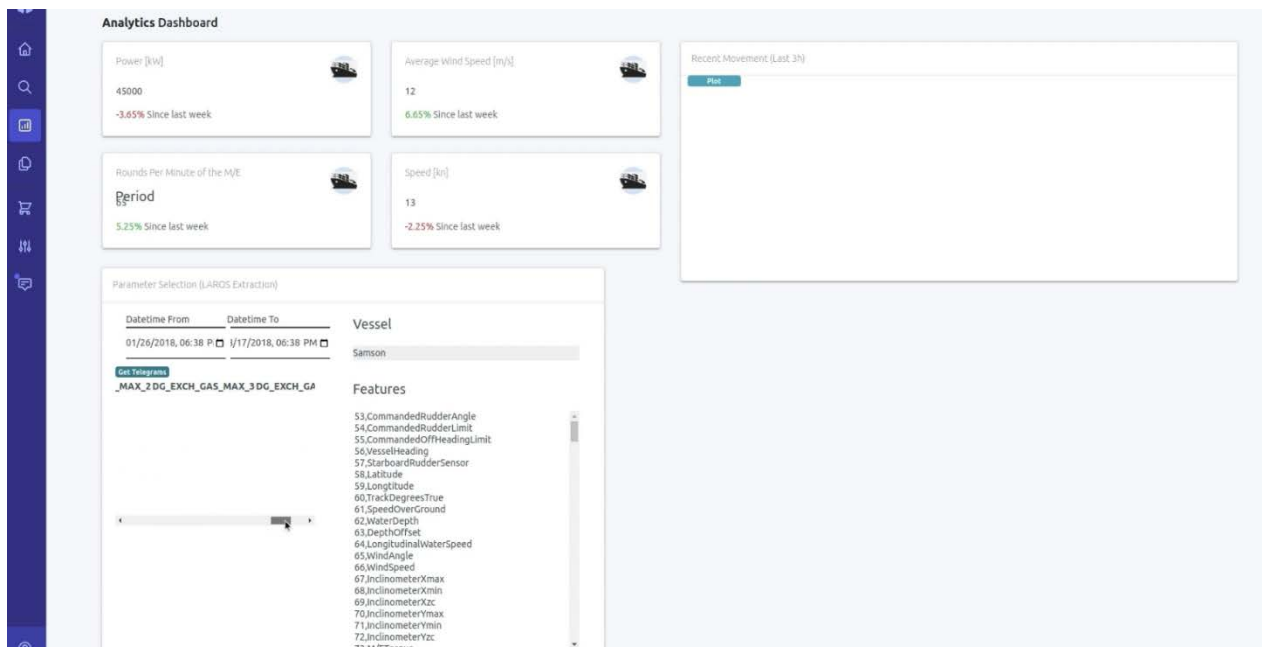 Analytics Dashboard
Power [kW]
45000
-3.65% Since last week
Average Wind Speed [m/s]
12
6.65% Since last week
Rounds Per Minute of the M/E
Period
63
5.25% Since last week
Speed [kn]
13
-2.25% Since last week
Recent Movement (Last 3h)
Plot
Parameter Selection (LAROS Extraction)
Datetime From
Datetime To
01/26/2018, 06:38 P
/17/2018, 06:38 PM
Get Telegrams
_MAX_2 DG_EXCH_GAS_MAX_3 DG_EXCH_GA
Vessel
Samson
Features
53,CommandedRudderAngle
54,CommandedRudderLimit
55,CommandedOffHeadingLimit
56,VesselHeading
57,StarboardRudderSensor
58,Latitude
59,Longtitude
60,TrackDegreesTrue
61,SpeedOverGround
62,WaterDepth
63,DepthOffset
64,LongitudinalWaterSpeed
65,WindAngle
66,WindSpeed
67,InclinometerXmax
68,InclinometerXmin
69,InclinometerXzc
70,InclinometerYmax
71,InclinometerYmin
72,InclinometerYzc